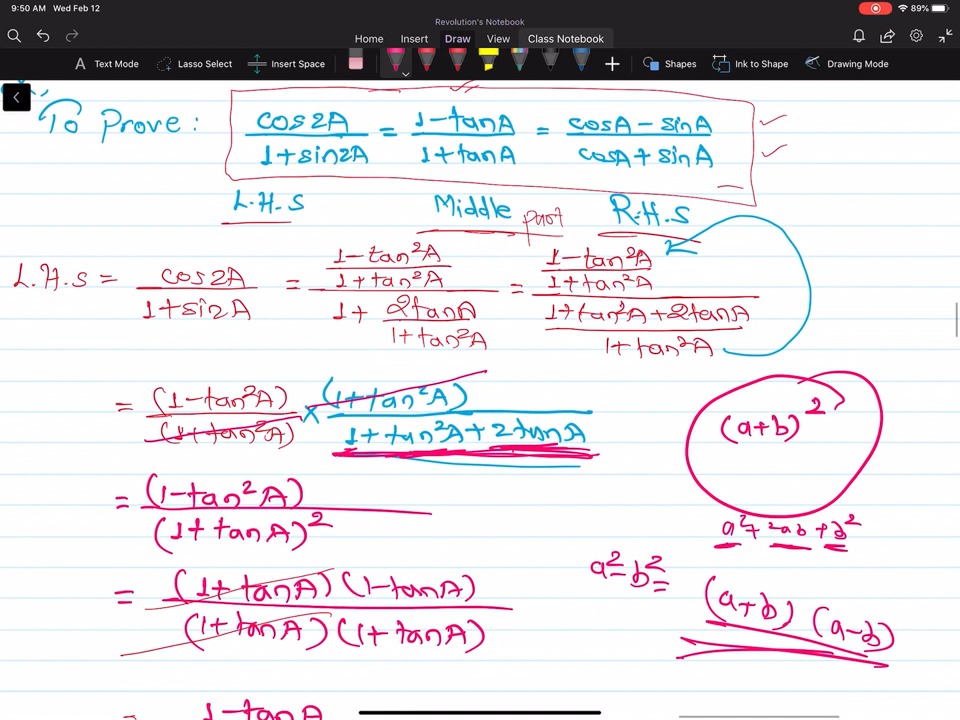 9:50 AM Wed Feb 12
89%
Revolution's Notebook
Home Insert Draw View Class Notebook
Text Mode Lasso Select Insert Space Shapes Ink to Shape Drawing Mode
To Prove: cos2A / 1+sin2A = 1-tanA / 1+tanA = cosA - sinA / cosA + sinA
L.H.S Middle part R.H.S
L.H.S = cos2A / 1+sin2A = (1-tan²A / 1+tan²A) / (1 + 2tanA / 1+tan²A) = (1-tan²A / 1+tan²A) / (1+tan²A+2tanA / 1+tan²A)
= (1-tan²A) / (1+tan²A) × (1+tan²A) / 1+tan²A+2tanA
(a+b)²
= (1-tan²A) / (1+tanA)²
a²+2ab+b²
a²-b²
= (1+tanA)(1-tanA) / (1+tanA)(1+tanA)
(a+b) (a-b)
= 1-tanA